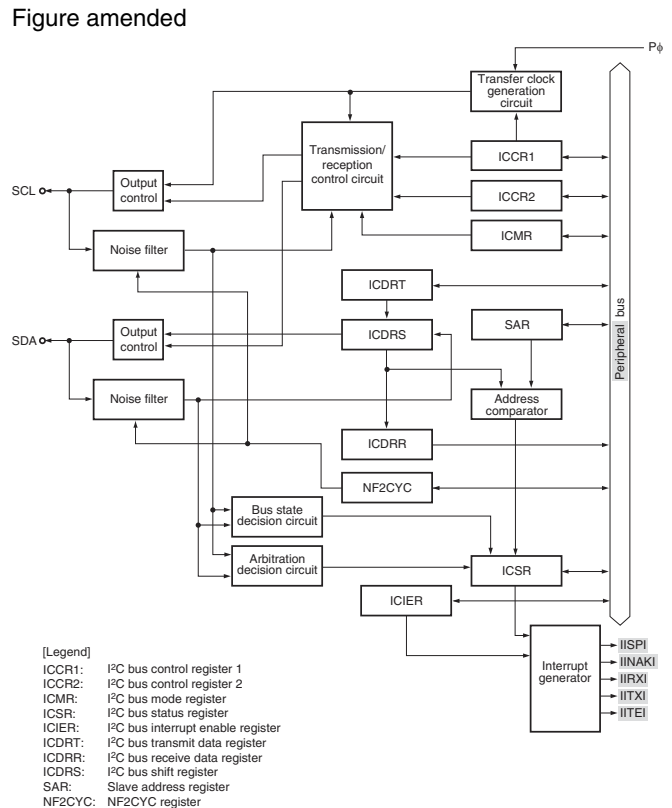 Figure amended
Pϕ
Transfer clock
generation
circuit
Transmission/
reception
control circuit
ICCR1
SCL
Output
control
ICCR2
ICMR
Noise filter
ICDRT
SDA
Output
control
ICDRS
SAR
Peripheral bus
Noise filter
Address
comparator
ICDRR
NF2CYC
Bus state
decision circuit
Arbitration
decision circuit
ICSR
ICIER
Interrupt
generator
IISPI
IINAKI
IIRXI
IITXI
IITEI
[Legend]
ICCR1: I²C bus control register 1
ICCR2: I²C bus control register 2
ICMR: I²C bus mode register
ICSR: I²C bus status register
ICIER: I²C bus interrupt enable register
ICDRT: I²C bus transmit data register
ICDRR: I²C bus receive data register
ICDRS: I²C bus shift register
SAR: Slave address register
NF2CYC: NF2CYC register